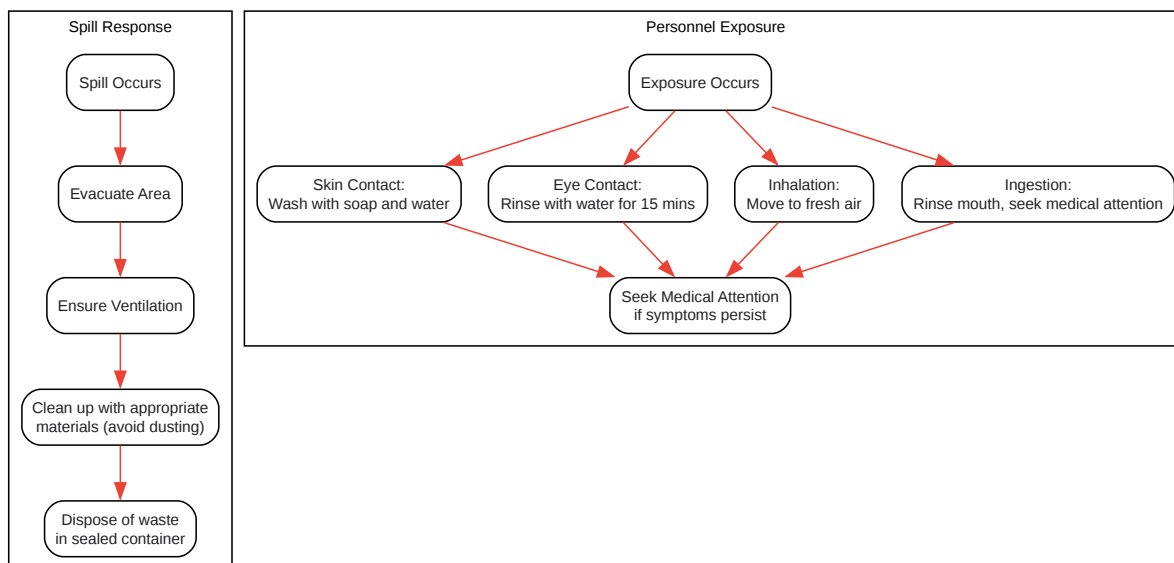 Spill Response
Spill Occurs
Evacuate Area
Ensure Ventilation
Clean up with appropriate
materials (avoid dusting)
Dispose of waste
in sealed container
Personnel Exposure
Exposure Occurs
Skin Contact:
Wash with soap and water
Eye Contact:
Rinse with water for 15 mins
Inhalation:
Move to fresh air
Ingestion:
Rinse mouth, seek medical attention
Seek Medical Attention
if symptoms persist